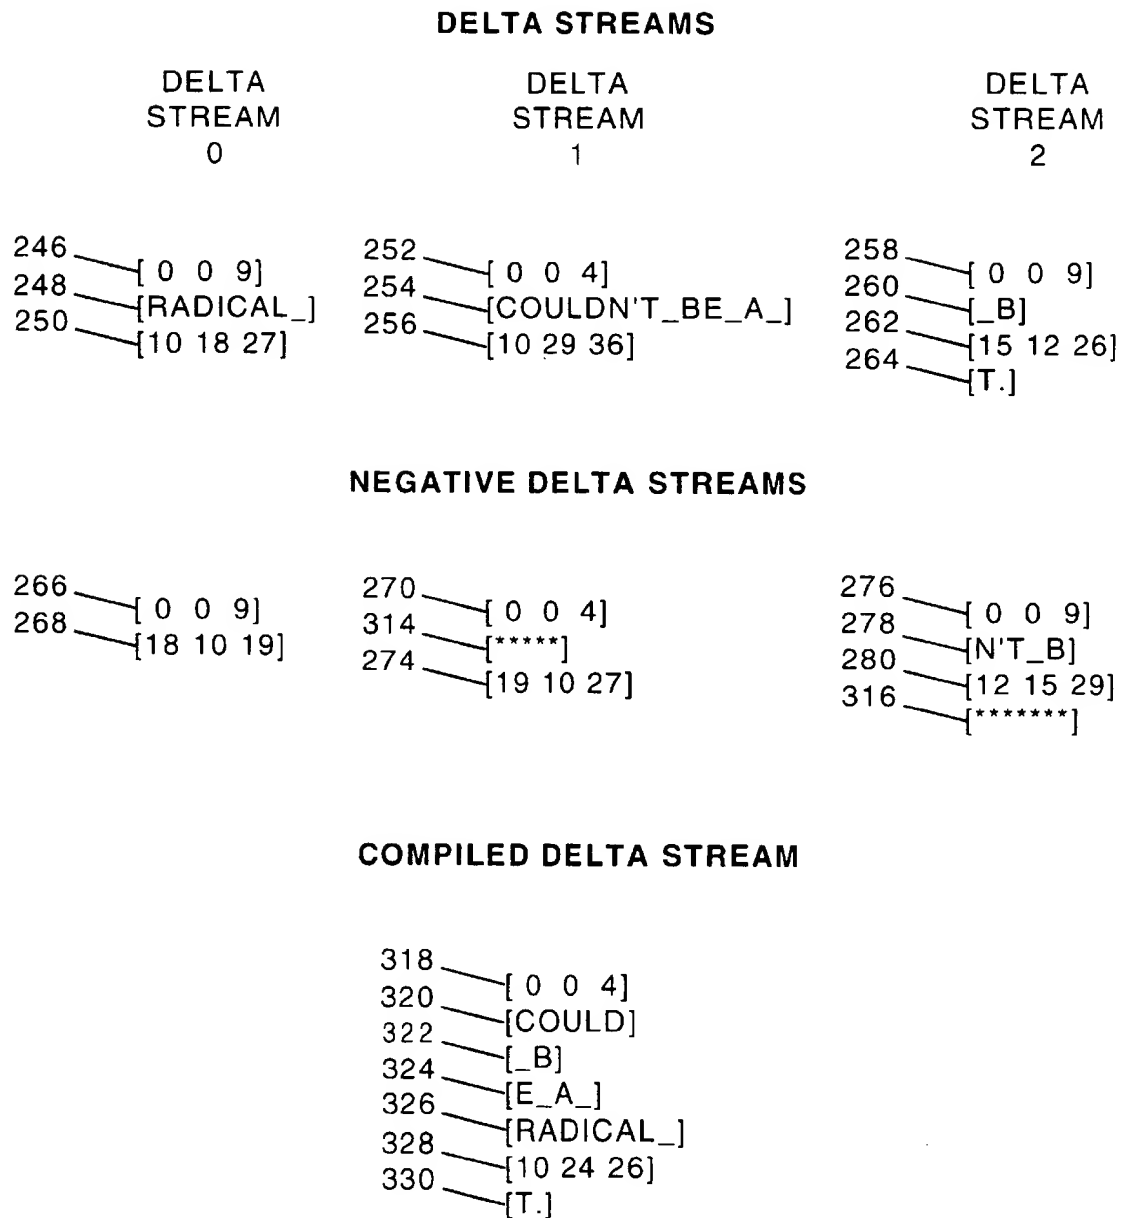 DELTA STREAMS
DELTA STREAM 0
DELTA STREAM 1
DELTA STREAM 2
246 [ 0 0 9]
248 [RADICAL_]
250 [10 18 27]
252 [ 0 0 4]
254 [COULDN'T_BE_A_]
256 [10 29 36]
258 [ 0 0 9]
260 [_B]
262 [15 12 26]
264 [T.]
NEGATIVE DELTA STREAMS
266 [ 0 0 9]
268 [18 10 19]
270 [ 0 0 4]
314 [*****]
274 [19 10 27]
276 [ 0 0 9]
278 [N'T_B]
280 [12 15 29]
316 [*******]
COMPILED DELTA STREAM
318 [ 0 0 4]
320 [COULD]
322 [_B]
324 [E_A_]
326 [RADICAL_]
328 [10 24 26]
330 [T.]